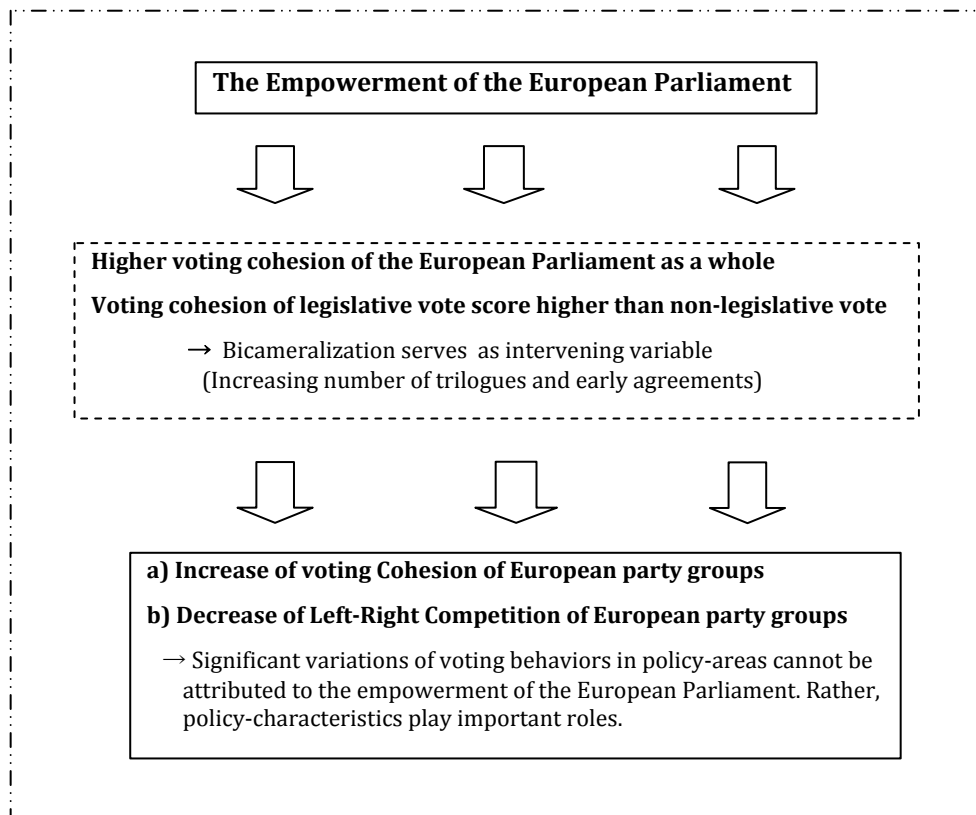 The Empowerment of the European Parliament
Higher voting cohesion of the European Parliament as a whole
Voting cohesion of legislative vote score higher than non-legislative vote
→ Bicameralization serves as intervening variable
(Increasing number of trilogues and early agreements)
a) Increase of voting Cohesion of European party groups
b) Decrease of Left-Right Competition of European party groups
→ Significant variations of voting behaviors in policy-areas cannot be
attributed to the empowerment of the European Parliament. Rather,
policy-characteristics play important roles.